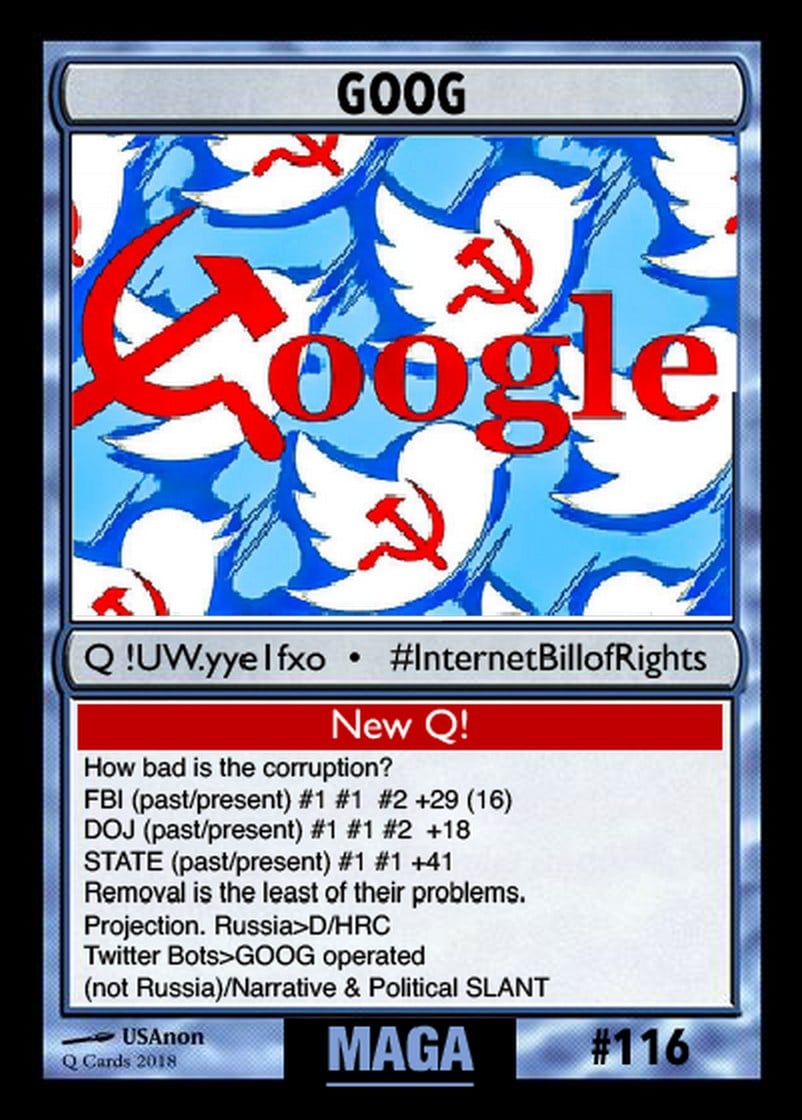 GOOG
Google
Q !UW.yye1fxo • #InternetBillofRights
New Q!
How bad is the corruption?
FBI (past/present) #1 #1 #2 +29 (16)
DOJ (past/present) #1 #1 #2 +18
STATE (past/present) #1 #1 +41
Removal is the least of their problems.
Projection. Russia>D/HRC
Twitter Bots>GOOG operated
(not Russia)/Narrative & Political SLANT
USAnon
Q Cards 2018
MAGA
#116